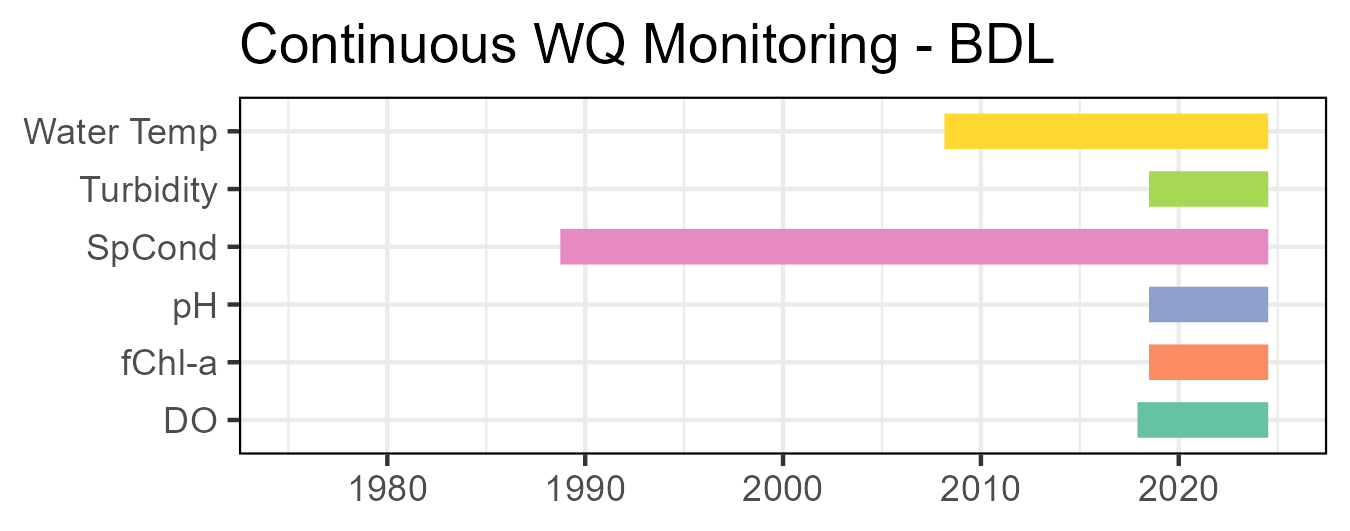 Continuous WQ Monitoring - BDL
Water Temp
Turbidity
SpCond
pH
fChl-a
DO
1980 1990 2000 2010 2020